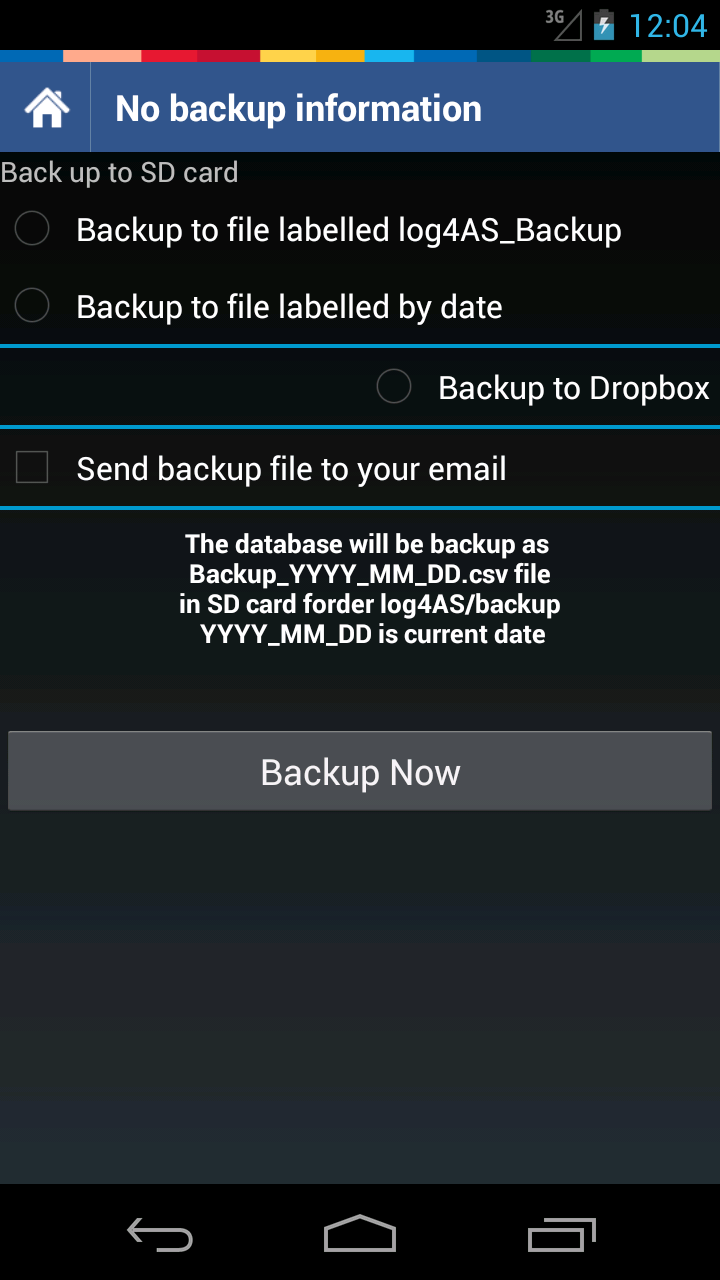 3G 12:04
No backup information
Back up to SD card
Backup to file labelled log4AS_Backup
Backup to file labelled by date
Backup to Dropbox
Send backup file to your email
The database will be backup as
Backup_YYYY_MM_DD.csv file
in SD card forder log4AS/backup
YYYY_MM_DD is current date
Backup Now